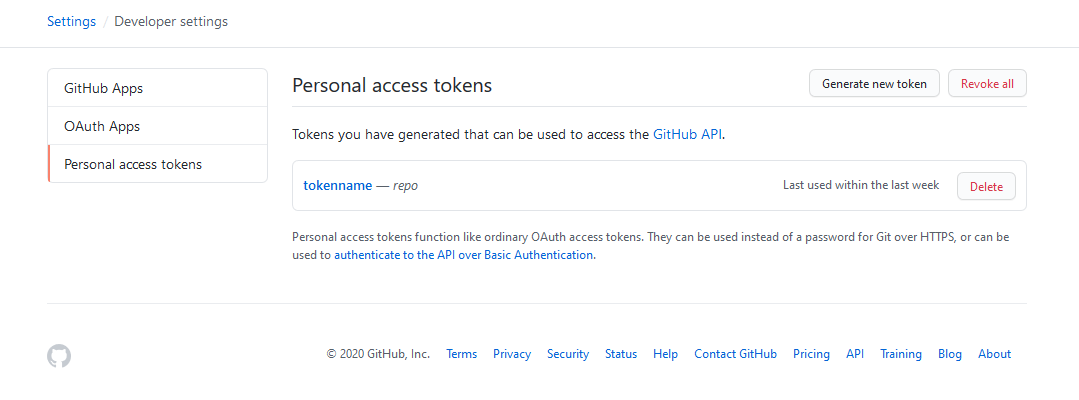 Settings / Developer settings
GitHub Apps
OAuth Apps
Personal access tokens
Personal access tokens
Generate new token
Revoke all
Tokens you have generated that can be used to access the GitHub API.
tokenname — repo
Last used within the last week
Delete
Personal access tokens function like ordinary OAuth access tokens. They can be used instead of a password for Git over HTTPS, or can be
used to authenticate to the API over Basic Authentication.
© 2020 GitHub, Inc. Terms Privacy Security Status Help Contact GitHub Pricing API Training Blog About